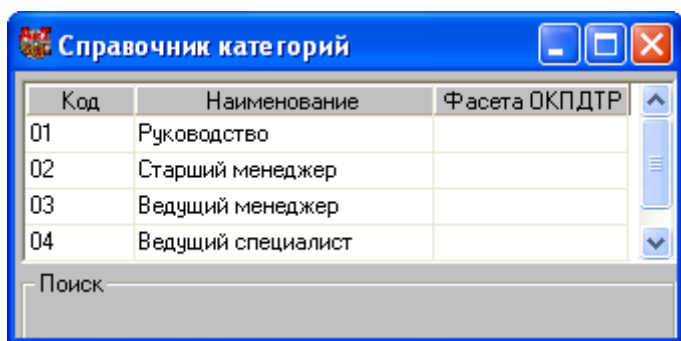 Справочник категорий
Код Наименование Фасета ОКПДТР
01 Руководство
02 Старший менеджер
03 Ведущий менеджер
04 Ведущий специалист
Поиск